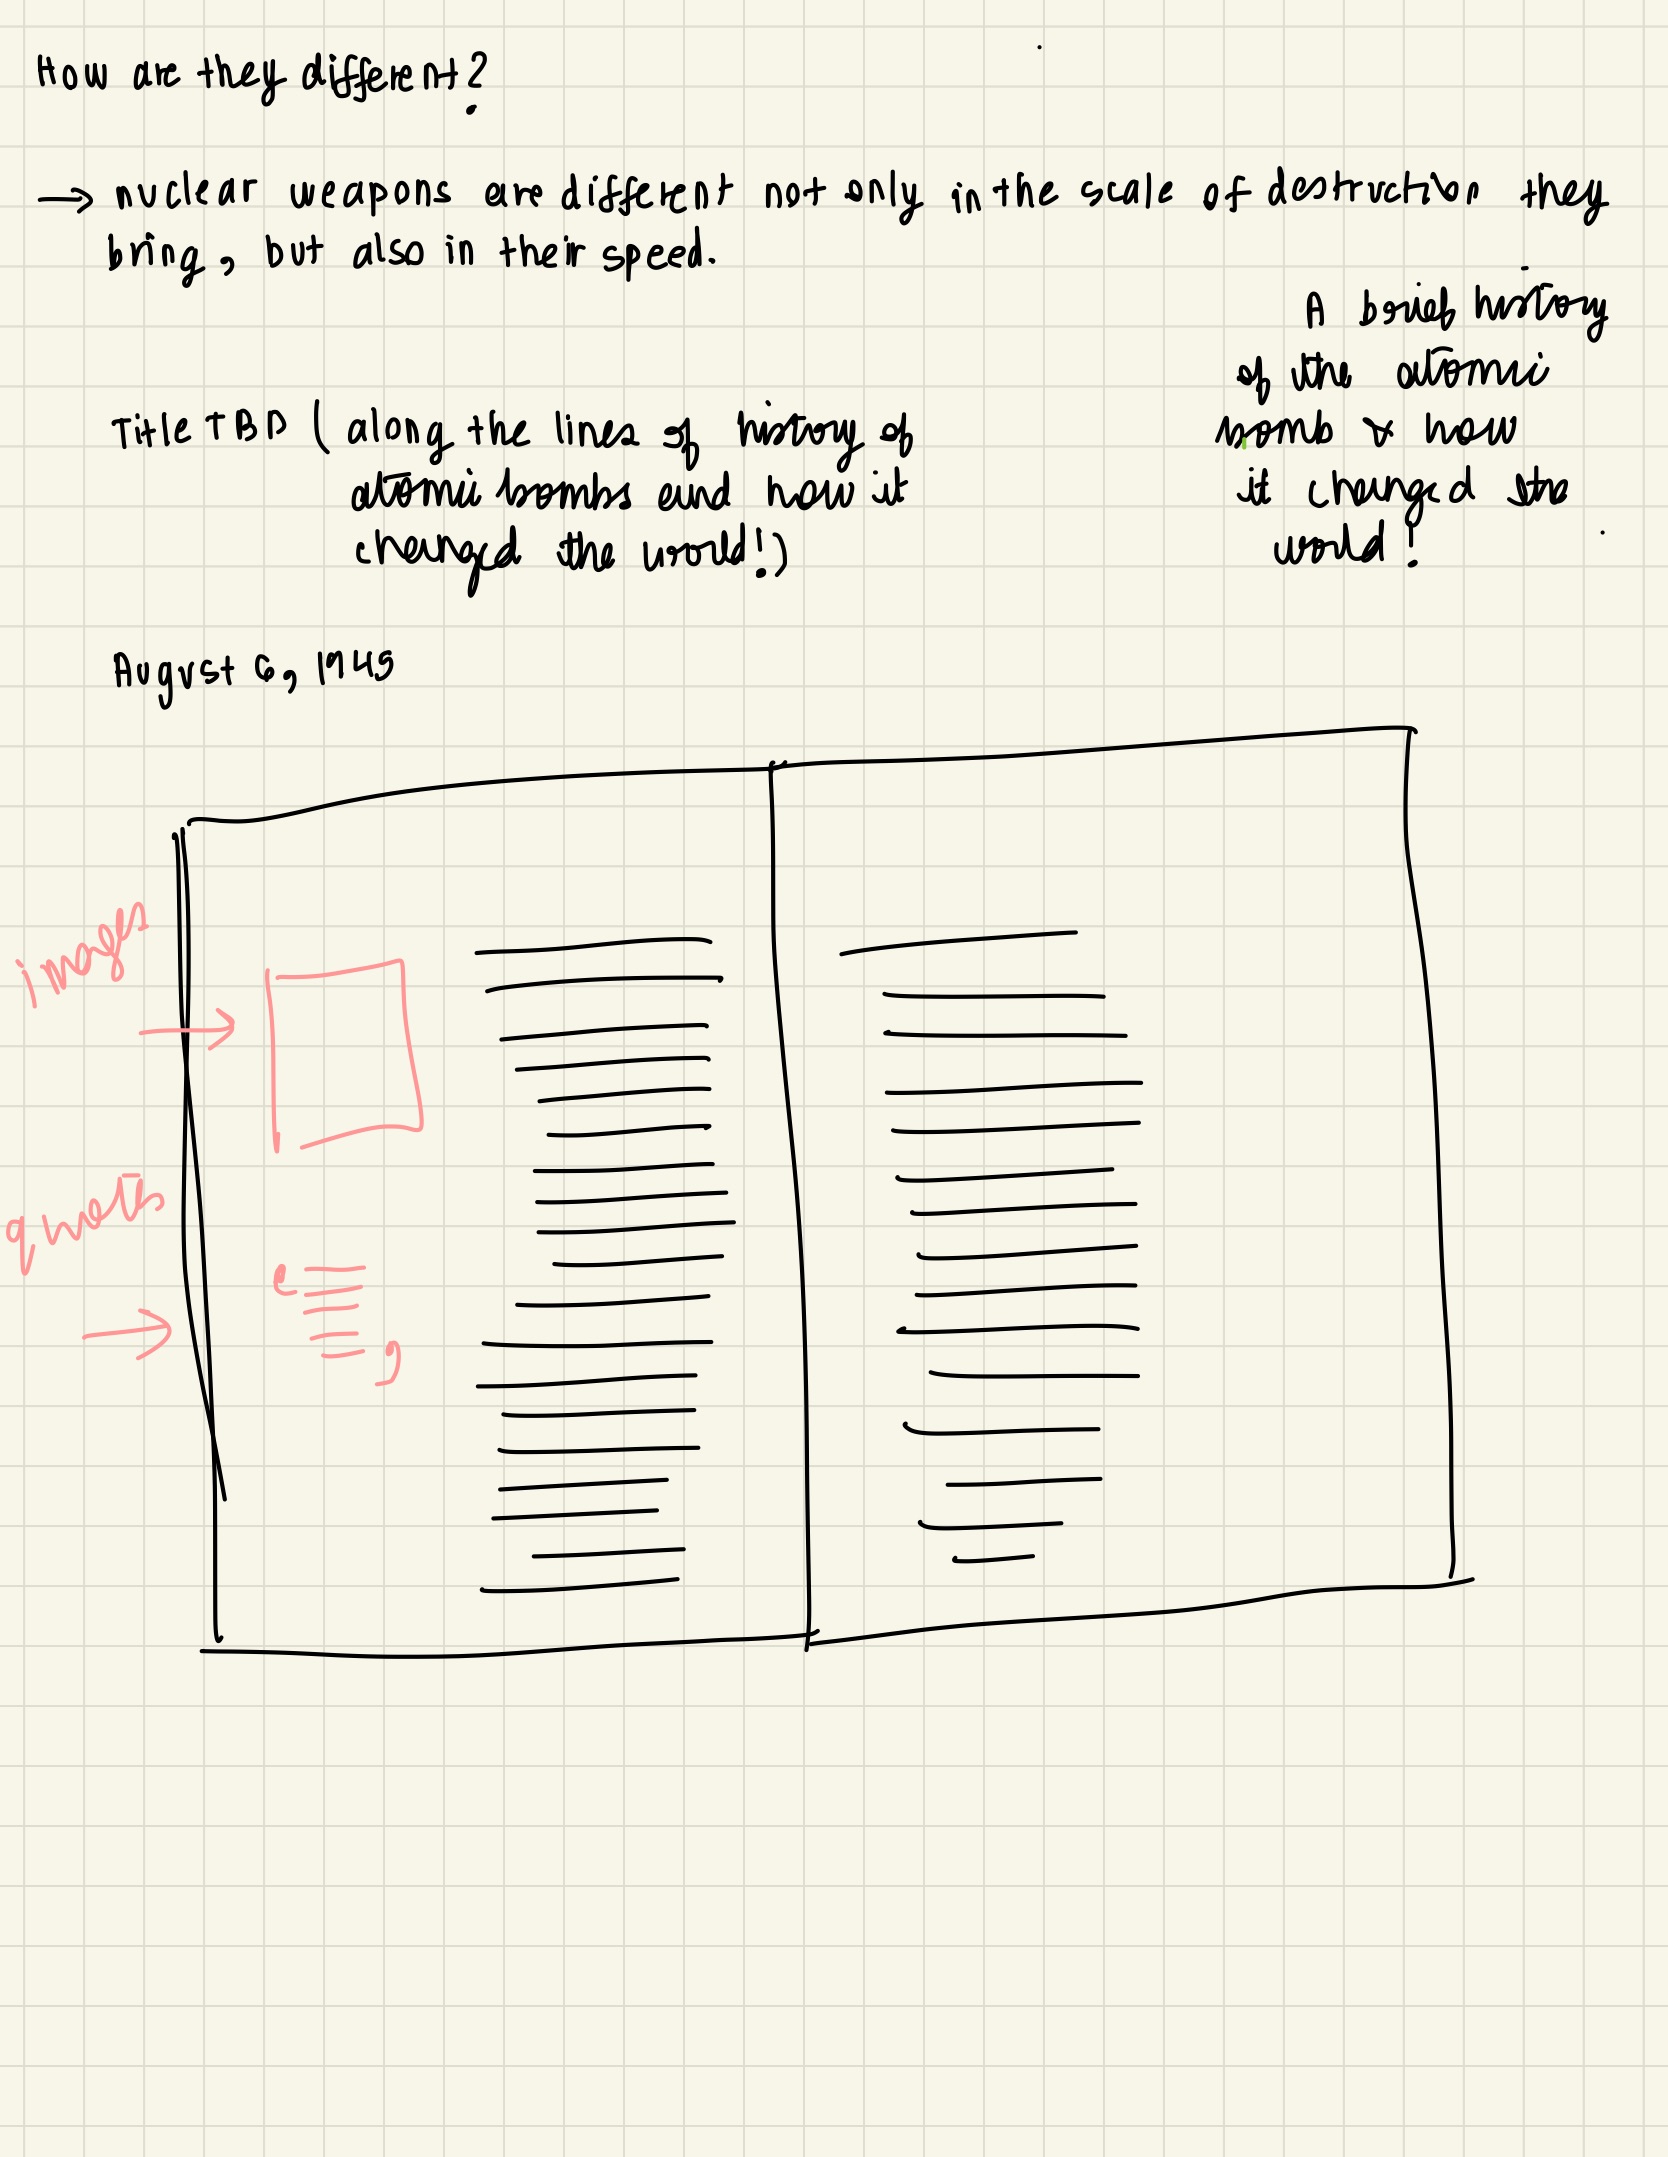 How are they different?
→ nuclear weapons are different not only in the scale of destruction they
bring, but also in their speed.
A brief history
of the atomic
bomb & how
it changed the
world!
Title TBD (along the lines of history of
atomic bombs and how it
changed the world!)
August 6, 1945
images
quotes